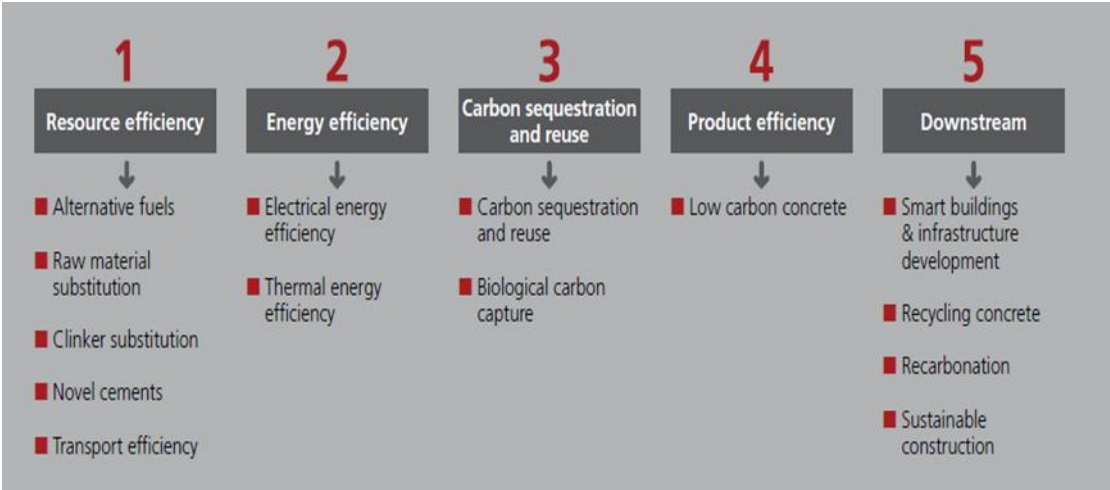 1
Resource efficiency
Alternative fuels
Raw material
substitution
Clinker substitution
Novel cements
Transport efficiency
2
Energy efficiency
Electrical energy
efficiency
Thermal energy
efficiency
3
Carbon sequestration
and reuse
Carbon sequestration
and reuse
Biological carbon
capture
4
Product efficiency
Low carbon concrete
5
Downstream
Smart buildings
& infrastructure
development
Recycling concrete
Recarbonation
Sustainable
construction